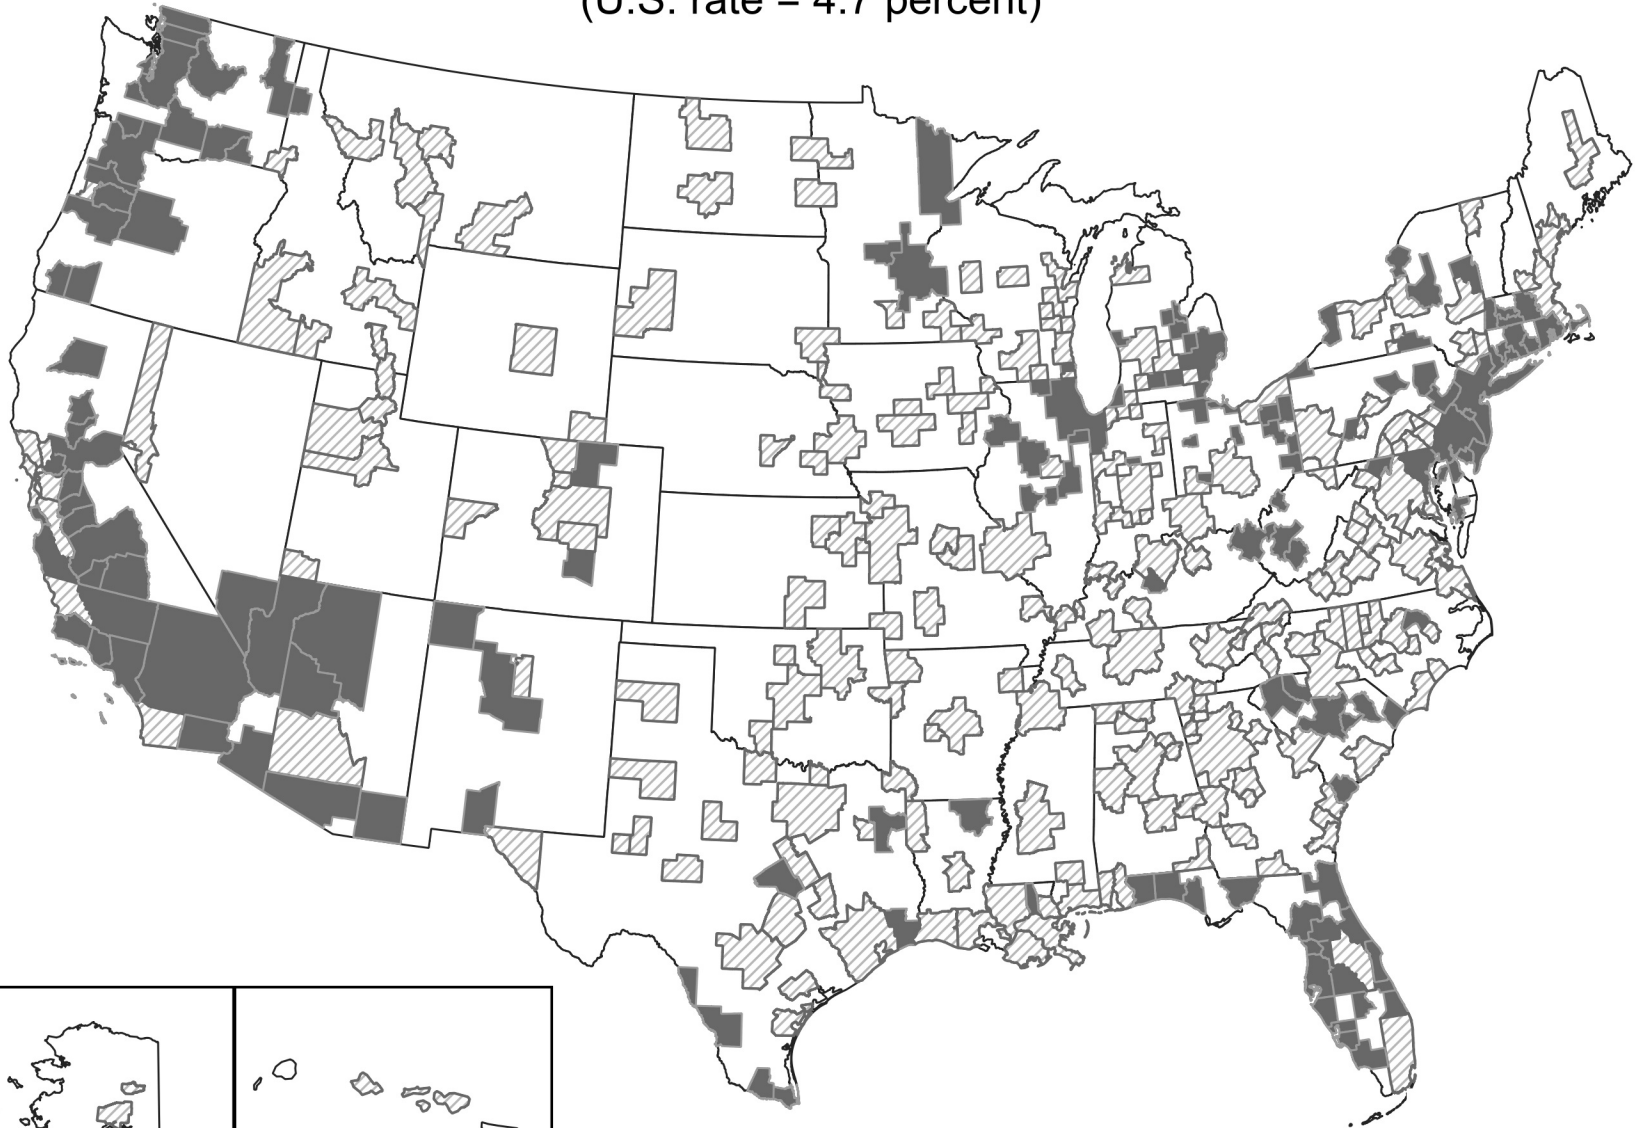 (U.S. rate = 4.7 percent)